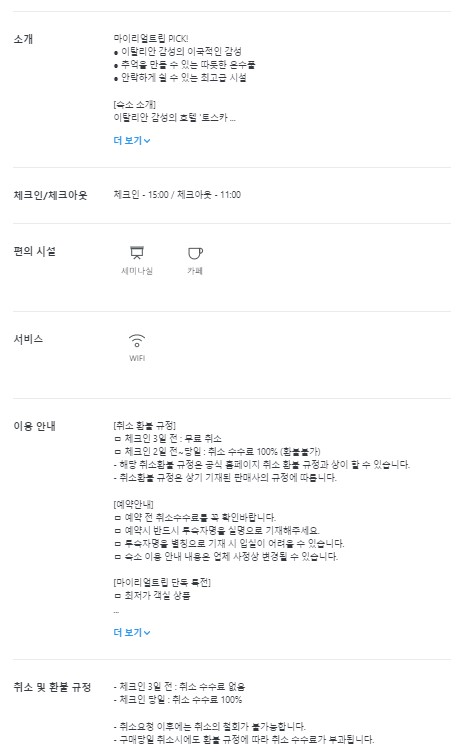 소개
마이리얼트립 PICK!
● 이탈리안 감성의 이국적인 감성
● 추억을 만들 수 있는 따뜻한 온수풀
● 안락하게 쉴 수 있는 최고급 시설
[숙소 소개]
이탈리안 감성의 호텔 '토스카 ...
더 보기
체크인/체크아웃
체크인 - 15:00 / 체크아웃 - 11:00
편의 시설
세미나실
카페
서비스
WIFI
이용 안내
[취소 환불 규정]
ㅁ 체크인 3일 전 : 무료 취소
ㅁ 체크인 2일 전~당일 : 취소 수수료 100% (환불불가)
- 해당 취소환불 규정은 공식 홈페이지 취소 환불 규정과 상이 할 수 있습니다.
- 취소환불 규정은 상기 기재된 판매사의 규정에 따릅니다.
[예약안내]
ㅁ 예약 전 취소수수료를 꼭 확인바랍니다.
ㅁ 예약시 반드시 투숙자명을 실명으로 기재해주세요.
ㅁ 투숙자명을 별칭으로 기재 시 입실이 어려울 수 있습니다.
ㅁ 숙소 이용 안내 내용은 업체 사정상 변경될 수 있습니다.
[마이리얼트립 단독 특전]
ㅁ 최저가 객실 상품
...
더 보기
취소 및 환불 규정
- 체크인 3일 전 : 취소 수수료 없음
- 체크인 당일 : 취소 수수료 100%
- 취소요청 이후에는 취소의 철회가 불가능합니다.
- 구매당일 취소시에도 환불 규정에 따라 취소 수수료가 부과됩니다.